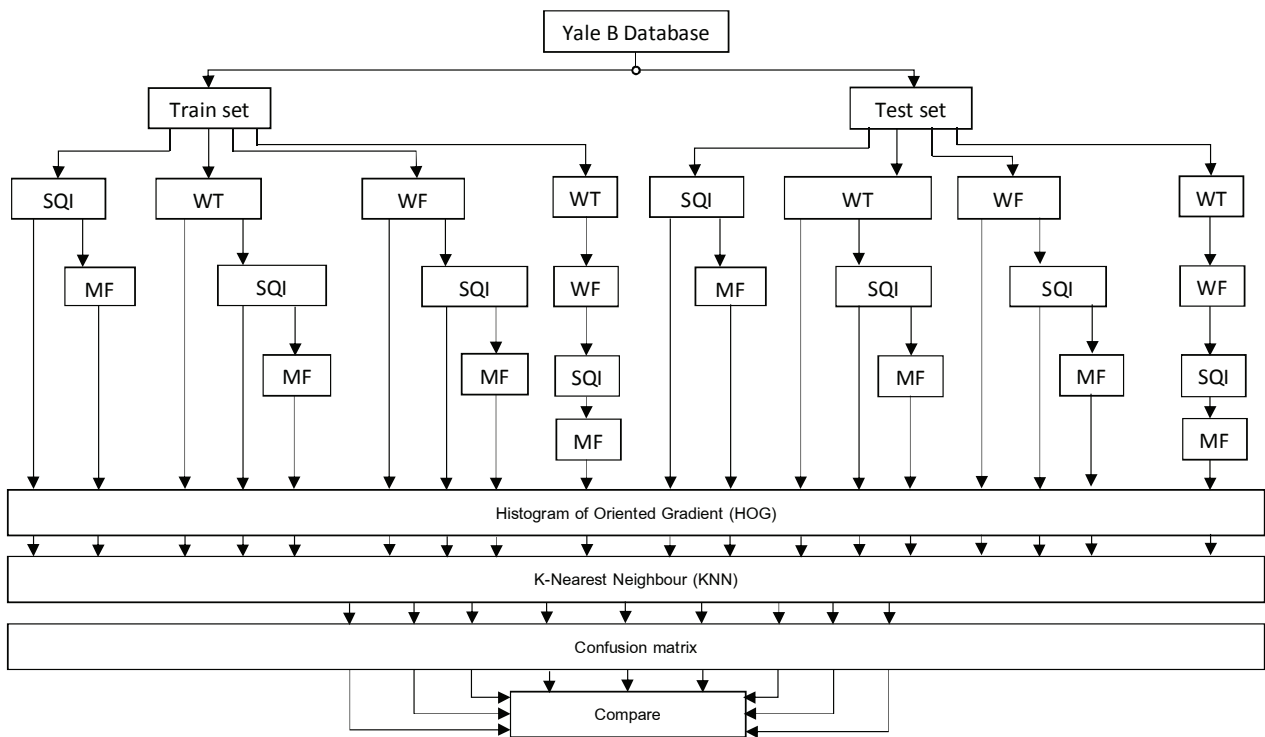 Yale B Database
Train set
Test set
SQI
WT
WF
WT
SQI
WT
WF
WT
MF
SQI
SQI
WF
MF
SQI
SQI
WF
MF
MF
SQI
MF
MF
SQI
MF
MF
Histogram of Oriented Gradient (HOG)
K-Nearest Neighbour (KNN)
Confusion matrix
Compare